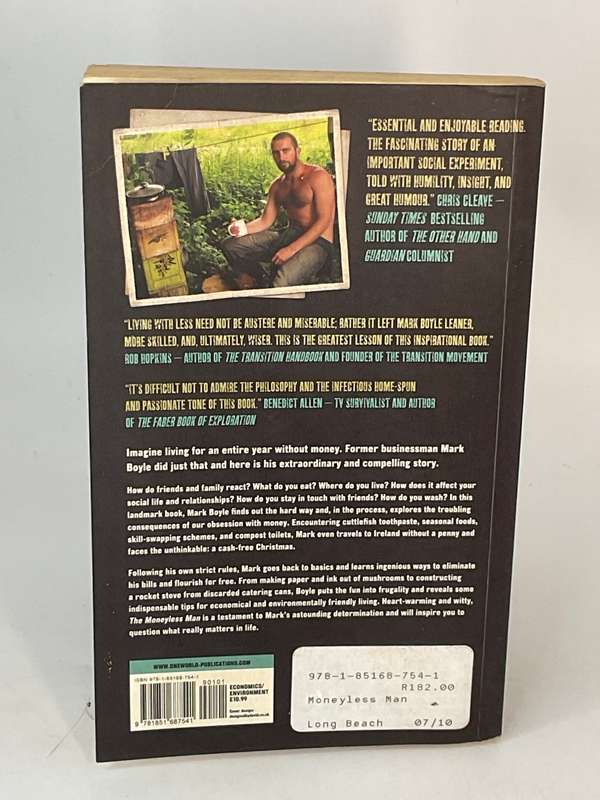 "ESSENTIAL AND ENJOYABLE READING.
THE FASCINATING STORY OF AN
IMPORTANT SOCIAL EXPERIMENT,
TOLD WITH HUMILITY, INSIGHT, AND
GREAT HUMOUR." CHRIS CLEAVE –
SUNDAY TIMES BESTSELLING
AUTHOR OF THE OTHER HAND AND
GUARDIAN COLUMNIST
"LIVING WITH LESS NEED NOT BE AUSTERE AND MISERABLE; RATHER IT LEFT MARK BOYLE LEANER,
MORE SKILLED, AND, ULTIMATELY, WISER. THIS IS THE GREATEST LESSON OF THIS INSPIRATIONAL BOOK."
ROB HOPKINS – AUTHOR OF THE TRANSITION HANDBOOK AND FOUNDER OF THE TRANSITION MOVEMENT
"IT'S DIFFICULT NOT TO ADMIRE THE PHILOSOPHY AND THE INFECTIOUS HOME-SPUN
AND PASSIONATE TONE OF THIS BOOK." BENEDICT ALLEN – TV SURVIVALIST AND AUTHOR
OF THE FABER BOOK OF EXPLORATION
Imagine living for an entire year without money. Former businessman Mark
Boyle did just that and here is his extraordinary and compelling story.
How do friends and family react? What do you eat? Where do you live? How does it affect your
social life and relationships? How do you stay in touch with friends? How do you wash? In this
landmark book, Mark Boyle finds out the hard way and, in the process, explores the troubling
consequences of our obsession with money. Encountering cuttlefish toothpaste, seasonal foods,
skill-swapping schemes, and compost toilets, Mark even travels to Ireland without a penny and
faces the unthinkable: a cash-free Christmas.
Following his own strict rules, Mark goes back to basics and learns ingenious ways to eliminate
his bills and flourish for free. From making paper and ink out of mushrooms to constructing
a rocket stove from discarded catering cans, Boyle puts the fun into frugality and reveals some
indispensable tips for economical and environmentally friendly living. Heart-warming and witty,
The Moneyless Man is a testament to Mark's astounding determination and will inspire you to
question what really matters in life.
WWW.ONEWORLD-PUBLICATIONS.COM
ISBN 978-1-85168-754-1
90101
9 781851 687541
ECONOMICS/
ENVIRONMENT
£10.99
Cover design:
978-1-85168-754-1
R182.00
Moneyless Man
Long Beach 07/10